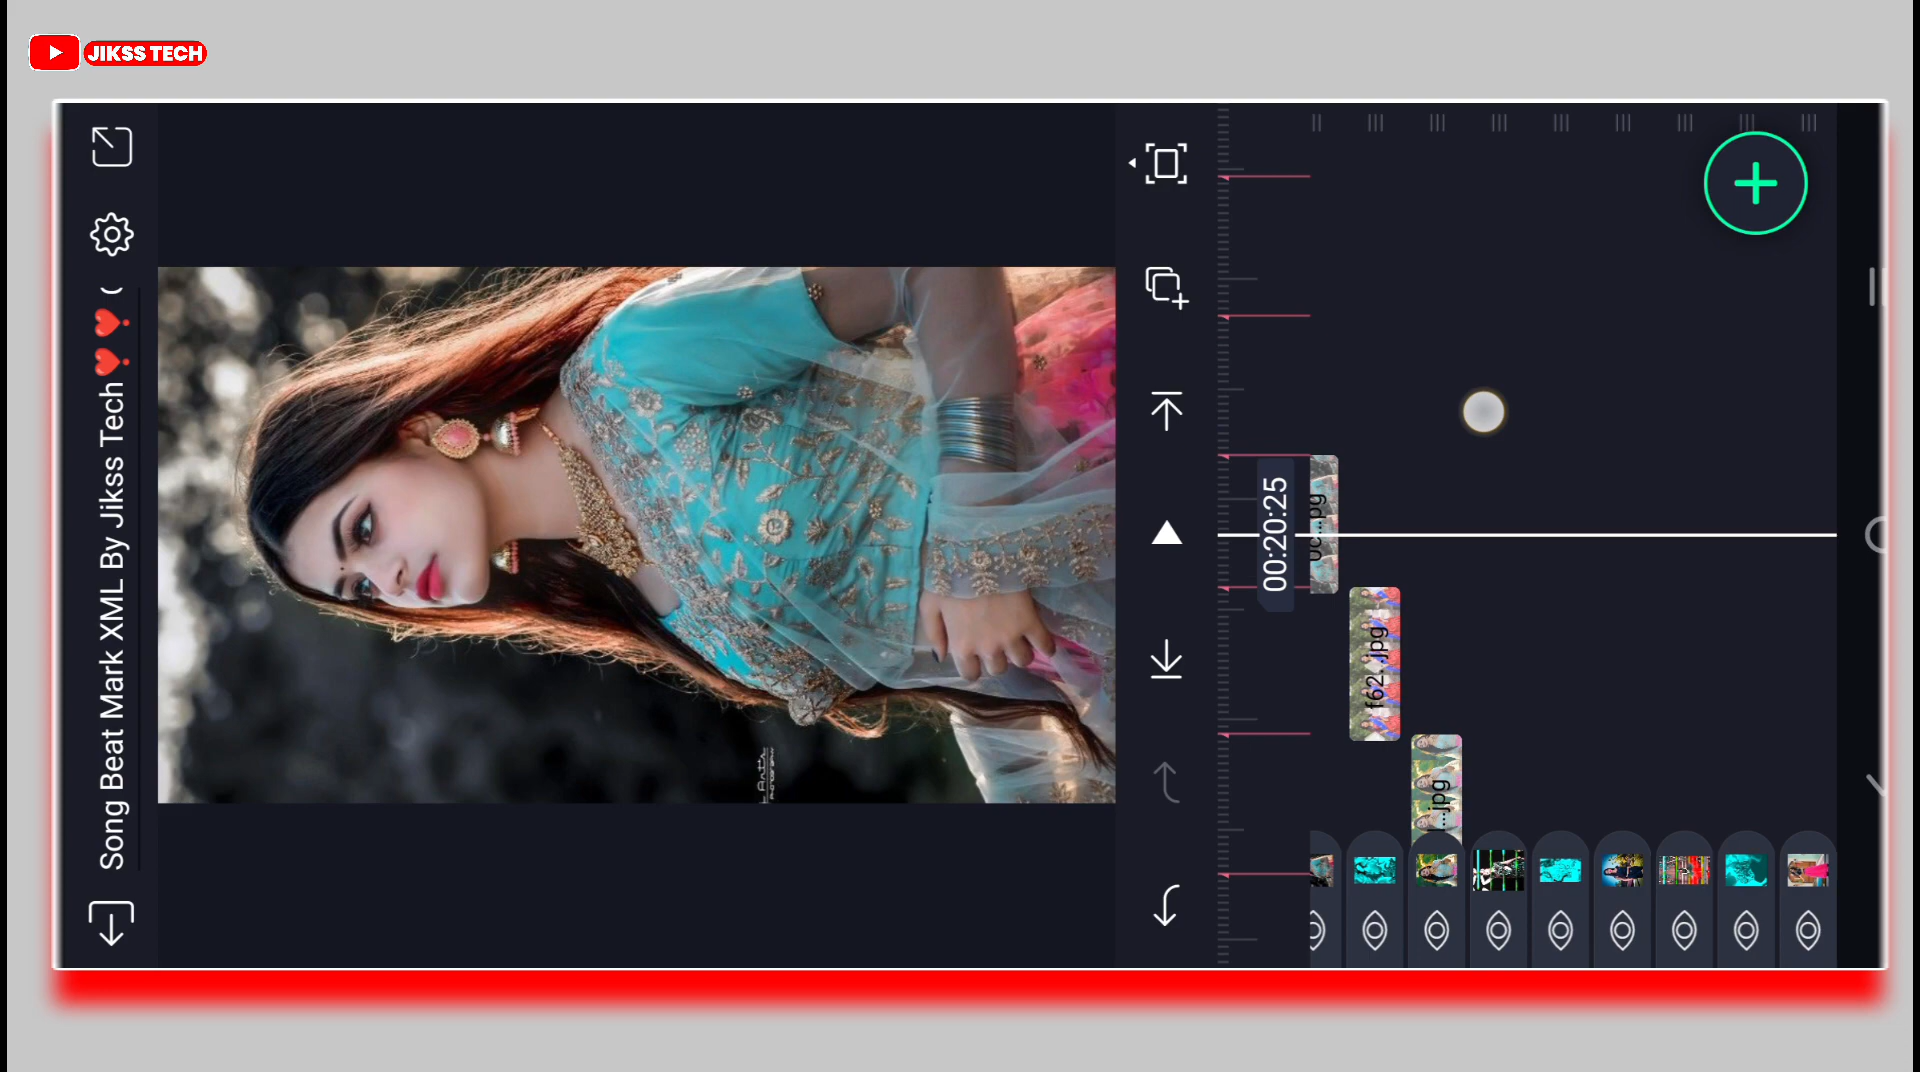 JIKSS TECH
Song Beat Mark XML By Jikss Tech ❣️❣️ (
00:20:25
f62.jpg
...jpg